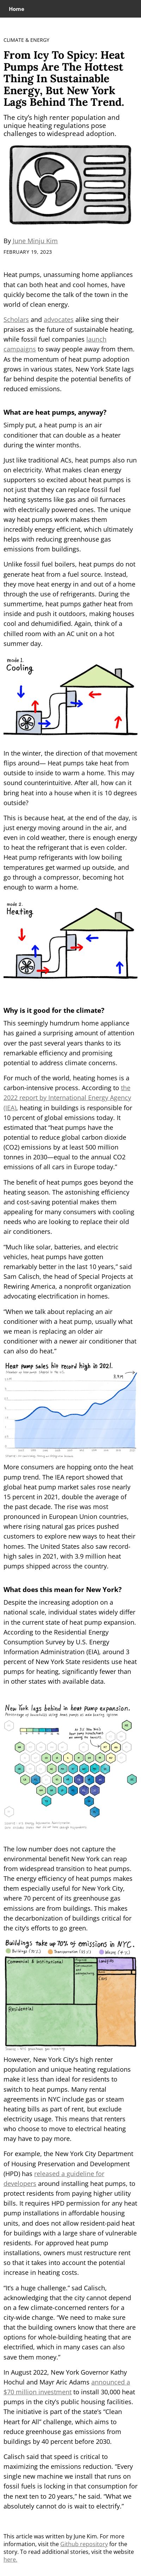 Home
CLIMATE & ENERGY
From Icy To Spicy: Heat
Pumps Are The Hottest
Thing In Sustainable
Energy, But New York
Lags Behind The Trend.
The city’s high renter population and
unique heating regulations pose
challenges to widespread adoption.
By June Minju Kim
FEBRUARY 19, 2023
Heat pumps, unassuming home appliances
that can both heat and cool homes, have
quickly become the talk of the town in the
world of clean energy.
Scholars and advocates alike sing their
praises as the future of sustainable heating,
while fossil fuel companies launch
campaigns to sway people away from them.
As the momentum of heat pump adoption
grows in various states, New York State lags
far behind despite the potential benefits of
reduced emissions.
What are heat pumps, anyway?
Simply put, a heat pump is an air
conditioner that can double as a heater
during the winter months.
Just like traditional ACs, heat pumps also run
on electricity. What makes clean energy
supporters so excited about heat pumps is
not just that they can replace fossil fuel
heating systems like gas and oil furnaces
with electrically powered ones. The unique
way heat pumps work makes them
incredibly energy efficient, which ultimately
helps with reducing greenhouse gas
emissions from buildings.
Unlike fossil fuel boilers, heat pumps do not
generate heat from a fuel source. Instead,
they move heat energy in and out of a home
through the use of refrigerants. During the
summertime, heat pumps gather heat from
inside and push it outdoors, making houses
cool and dehumidified. Again, think of a
chilled room with an AC unit on a hot
summer day.
mode 1.
Cooling
In the winter, the direction of that movement
flips around— Heat pumps take heat from
outside to inside to warm a home. This may
sound counterintuitive. After all, how can it
bring heat into a house when it is 10 degrees
outside?
This is because heat, at the end of the day, is
just energy moving around in the air, and
even in cold weather, there is enough energy
to heat the refrigerant that is even colder.
Heat pump refrigerants with low boiling
temperatures get warmed up outside, and
go through a compressor, becoming hot
enough to warm a home.
mode 2.
Heating
Why is it good for the climate?
This seemingly humdrum home appliance
has gained a surprising amount of attention
over the past several years thanks to its
remarkable efficiency and promising
potential to address climate concerns.
For much of the world, heating homes is a
carbon-intensive process. According to the
2022 report by International Energy Agency
(IEA), heating in buildings is responsible for
10 percent of global emissions today. It
estimated that “heat pumps have the
potential to reduce global carbon dioxide
(CO2) emissions by at least 500 million
tonnes in 2030—equal to the annual CO2
emissions of all cars in Europe today.”
The benefit of heat pumps goes beyond the
heating season. The astonishing efficiency
and cost-saving potential makes them
appealing for many consumers with cooling
needs who are looking to replace their old
air conditioners.
“Much like solar, batteries, and electric
vehicles, heat pumps have gotten
remarkably better in the last 10 years,” said
Sam Calisch, the head of Special Projects at
Rewiring America, a nonprofit organization
advocating electrification in homes.
“When we talk about replacing an air
conditioner with a heat pump, usually what
we mean is replacing an older air
conditioner with a newer air conditioner that
can also do heat.”
Heat pump sales hit record high in 2021.
3.9 M
More consumers are hopping onto the heat
pump trend. The IEA report showed that
global heat pump market sales rose nearly
15 percent in 2021, double the average of
the past decade. The rise was most
pronounced in European Union countries,
where rising natural gas prices pushed
customers to explore new ways to heat their
homes. The United States also saw record-
high sales in 2021, with 3.9 million heat
pumps shipped across the country.
What does this mean for New York?
Despite the increasing adoption on a
national scale, individual states widely differ
in the current state of heat pump expansion.
According to the Residential Energy
Consumption Survey by U.S. Energy
Information Administration (EIA), around 3
percent of New York State residents use heat
pumps for heating, significantly fewer than
in other states with available data.
New York lags behind in heat pump expansion.
The low number does not capture the
environmental benefit New York can reap
from widespread transition to heat pumps.
The energy efficiency of heat pumps makes
them especially useful for New York City,
where 70 percent of its greenhouse gas
emissions are from buildings. This makes
the decarbonization of buildings critical for
the city’s efforts to go green.
Buildings take up 70% of emissions in NYC.
Commercial & Institutional
Residential
However, New York City’s high renter
population and unique heating regulations
make it less than ideal for residents to
switch to heat pumps. Many rental
agreements in NYC include gas or steam
heating bills as part of rent, but exclude
electricity usage. This means that others
who choose to move to electrical heating
may have to pay more.
For example, the New York City Department
of Housing Preservation and Development
(HPD) has released a guideline for
developers around installing heat pumps, to
protect residents from paying higher utility
bills. It requires HPD permission for any heat
pump installations in affordable housing
units, and does not allow resident-paid heat
for buildings with a large share of vulnerable
residents. For approved heat pump
installations, owners must restructure rent
so that it takes into account the potential
increase in heating costs.
“It’s a huge challenge.” sad Calisch,
acknowledging that the city cannot depend
on a few climate-concerned renters for a
city-wide change. “We need to make sure
that the building owners know that there are
options for whole-building heating that are
electrified, which in many cases can also
save them money.”
In August 2022, New York Governor Kathy
Hochul and Mayr Aric Adams announced a
$70 million investment to install 30,000 heat
pumps in the city’s public housing facilities.
The initiative is part of the state’s “Clean
Heart for All” challenge, which aims to
reduce greenhouse gas emissions from
buildings by 40 percent before 2030.
Calisch said that speed is critical to
maximizing the emissions reduction. “Every
single new machine we install that runs on
fossil fuels is locking in that consumption for
the next ten to 20 years,” he said. “What we
absolutely cannot do is wait to electrify.”
This article was written by June Kim. For more
information, visit the Github repository for the
story. To read additional stories, visit the website
here.